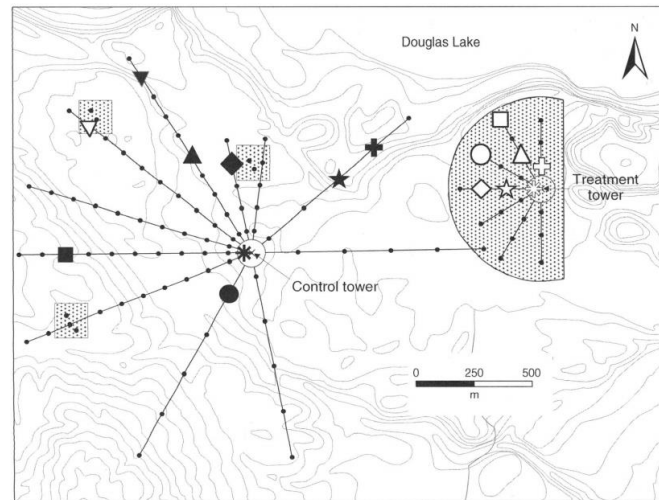 Douglas Lake
N
Treatment
tower
Control tower
0 250 500
m